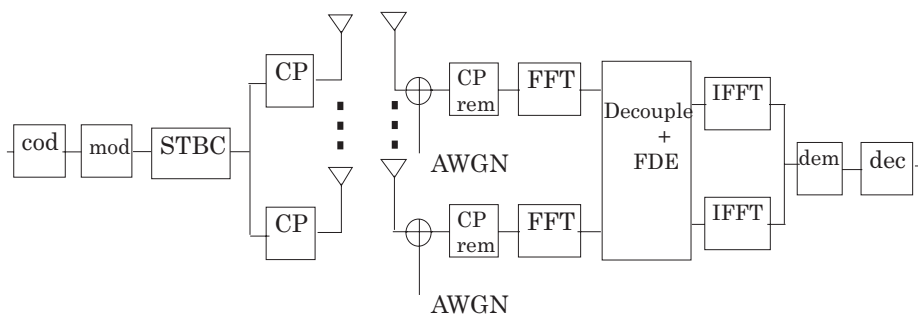 cod
mod
STBC
CP
CP
AWGN
AWGN
CP
rem
CP
rem
FFT
FFT
Decouple
+
FDE
IFFT
IFFT
dem
dec